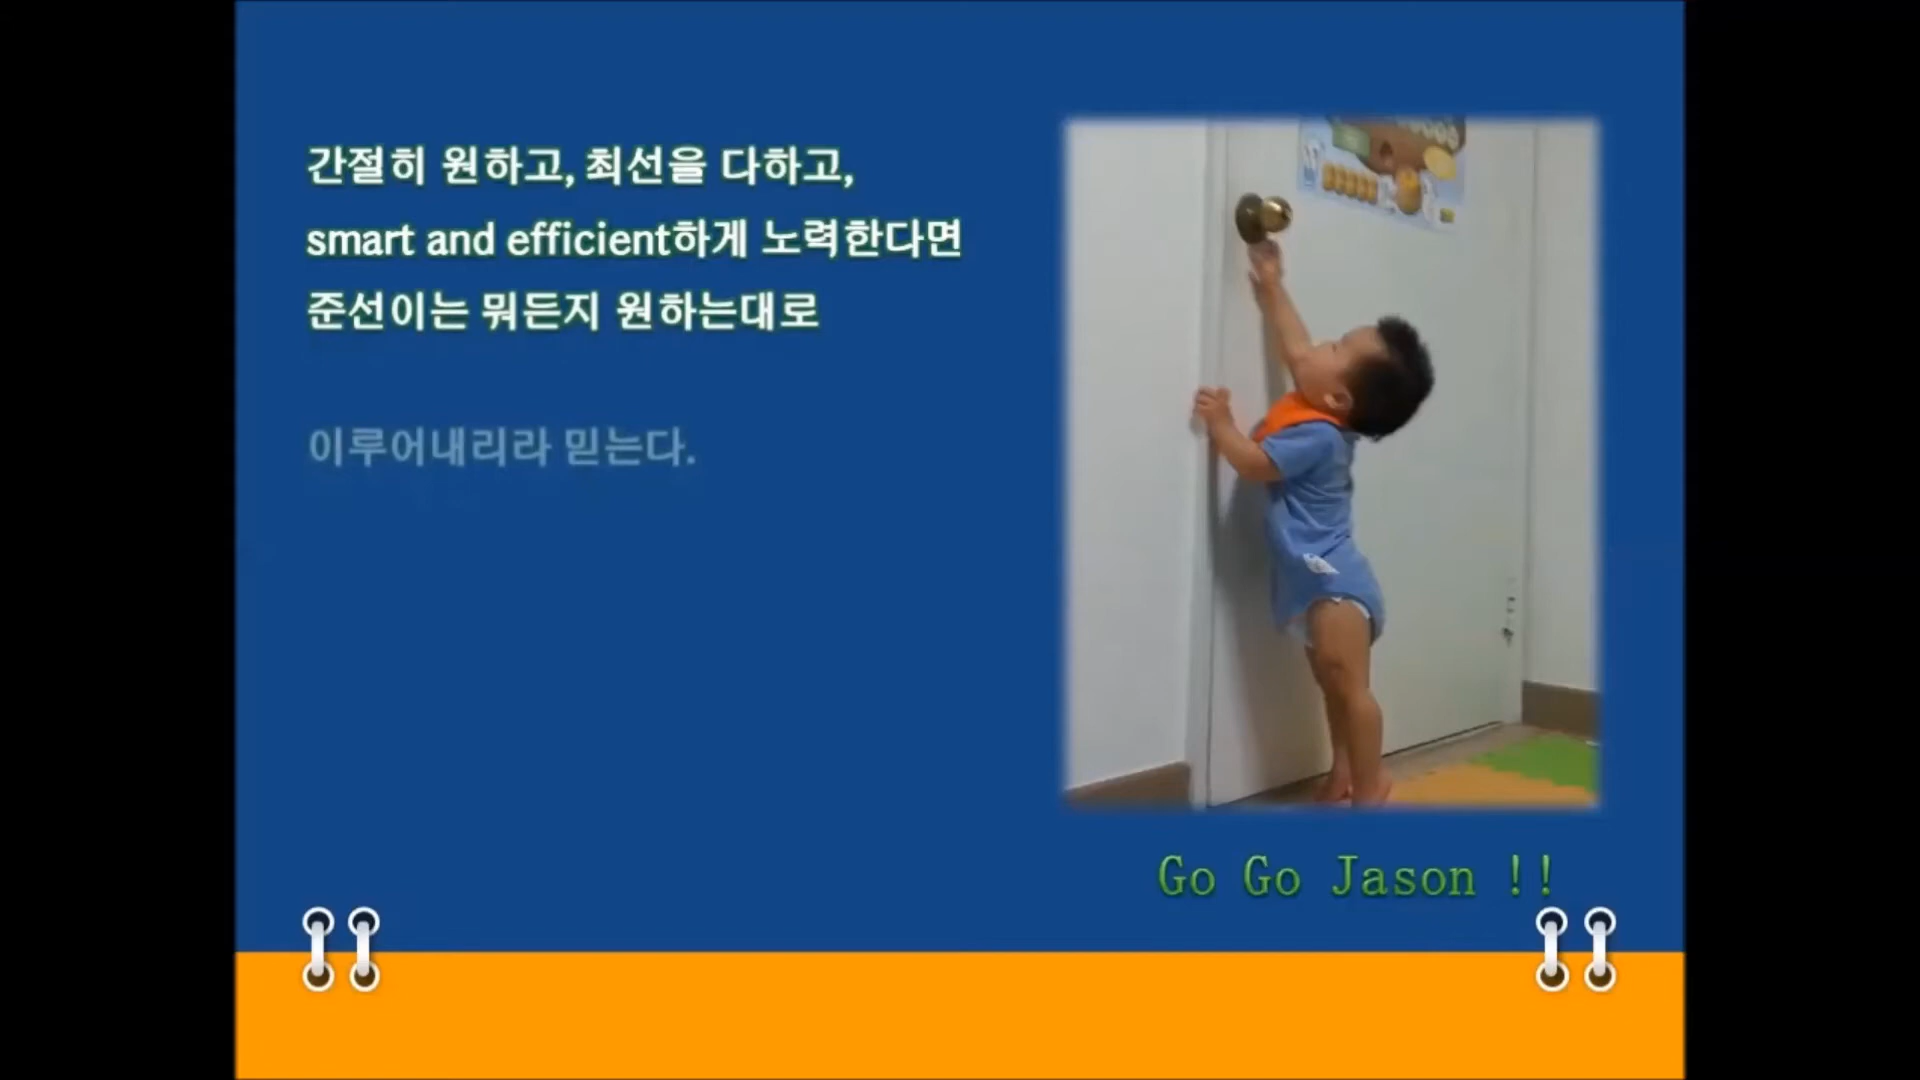 간절히 원하고, 최선을 다하고,
smart and efficient하게 노력한다면
준선이는 뭐든지 원하는대로
이루어내리라 믿는다.
Go Go Jason !!